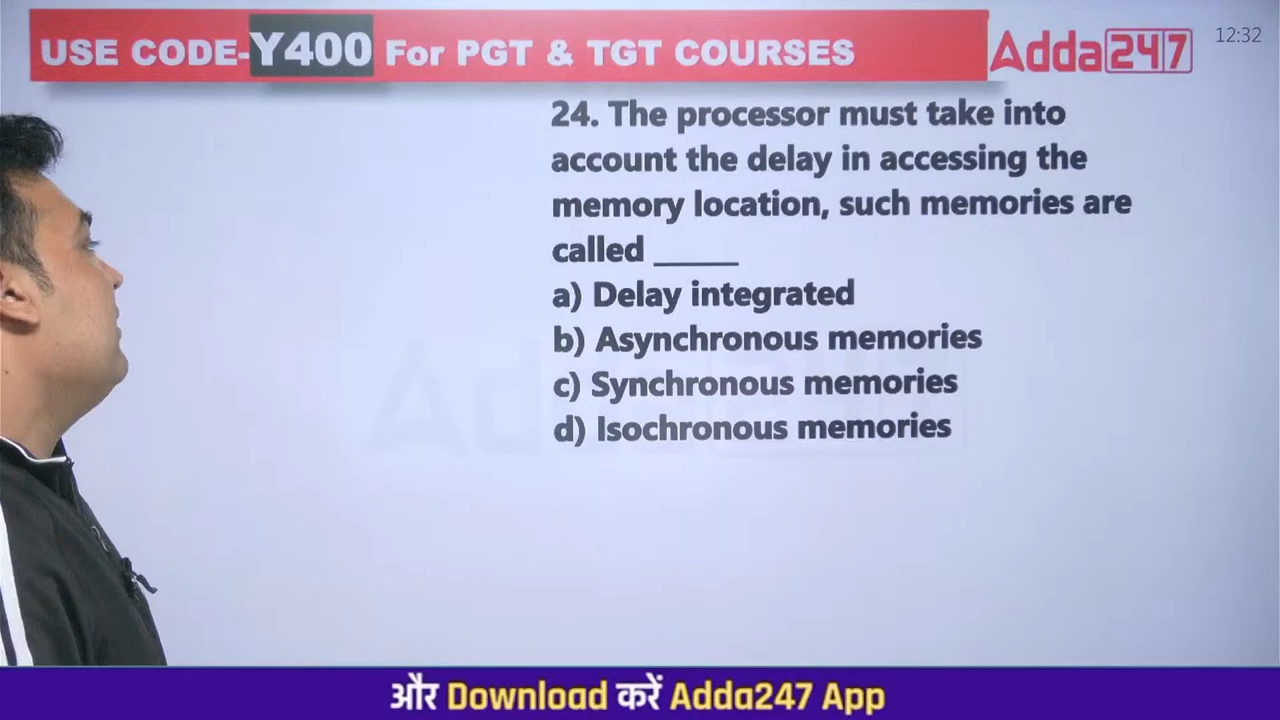 USE CODE-Y400 For PGT & TGT COURSES
Adda247
12:32
24. The processor must take into
account the delay in accessing the
memory location, such memories are
called ______
a) Delay integrated
b) Asynchronous memories
c) Synchronous memories
d) Isochronous memories
Adda247
और Download करें Adda247 App